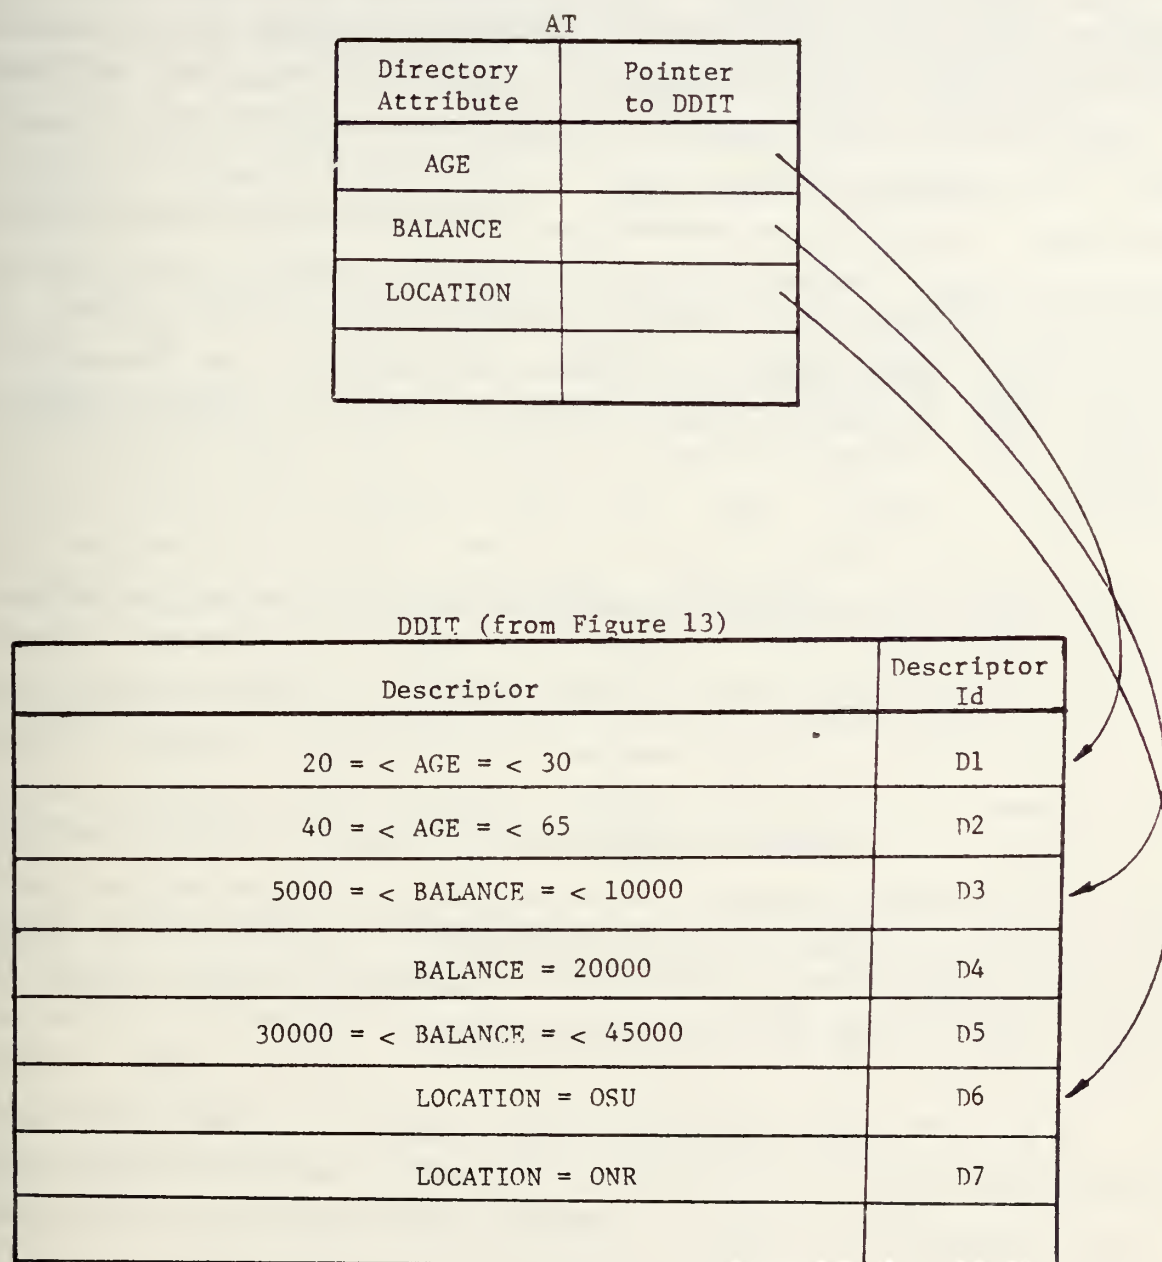 AT
Directory Attribute Pointer to DDIT
AGE
BALANCE
LOCATION
DDIT (from Figure 13)
Descriptor Descriptor Id
20 = < AGE = < 30 D1
40 = < AGE = < 65 D2
5000 = < BALANCE = < 10000 D3
BALANCE = 20000 D4
30000 = < BALANCE = < 45000 D5
LOCATION = OSU D6
LOCATION = ONR D7